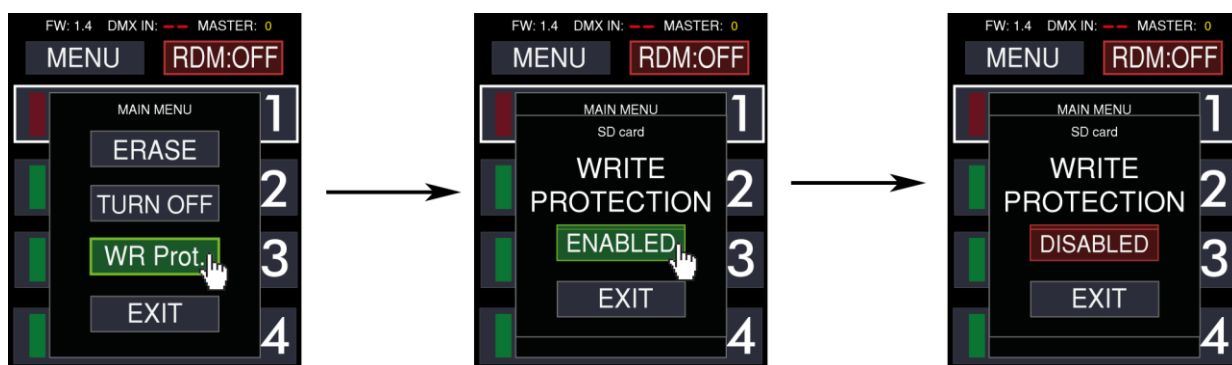 FW: 1.4 DMX IN: -- MASTER: 0
MENU RDM:OFF
MAIN MENU
ERASE
TURN OFF
WR Prot.
EXIT
1
2
3
4
FW: 1.4 DMX IN: -- MASTER: 0
MENU RDM:OFF
MAIN MENU
SD card
WRITE
PROTECTION
ENABLED
EXIT
1
2
3
4
FW: 1.4 DMX IN: -- MASTER: 0
MENU RDM:OFF
MAIN MENU
SD card
WRITE
PROTECTION
DISABLED
EXIT
1
2
3
4